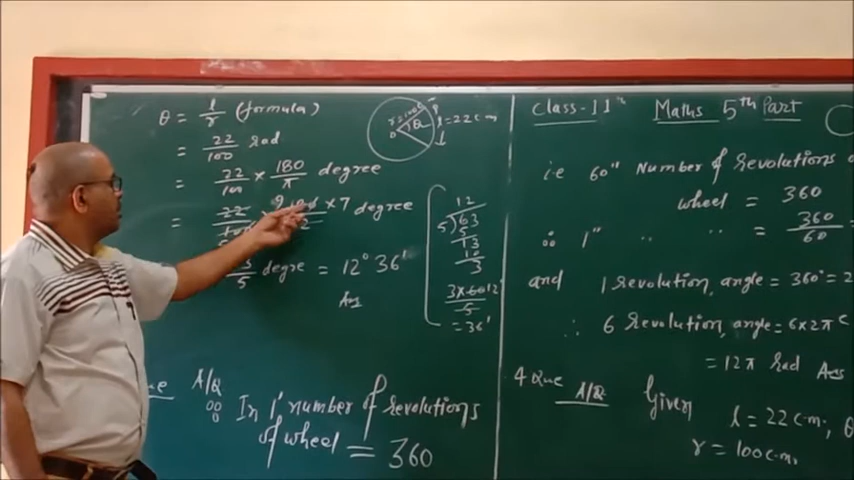 θ = l/r (formula)
= 22/100 rad
= 22/100 × 180/π degree
= 22/100 × 7 degree
5 degre = 12° 36'
Ans
r=100cm
θ
l=22cm
12
5) 63
5
13
10
3
3×60 12'
5
= 36'
A/Q
In 1' number of revolutions
of wheel = 360
Class-11th Maths 5th Part
i.e 60" Number of revolutions
wheel = 360
∴ 1" " " = 360/60
and 1 revolution, angle = 360° = 2
∴ 6 revolution, angle = 6×2π c
= 12π rad Ans
4 Que A/Q Given
l = 22 c.m., θ
r = 100c.m,